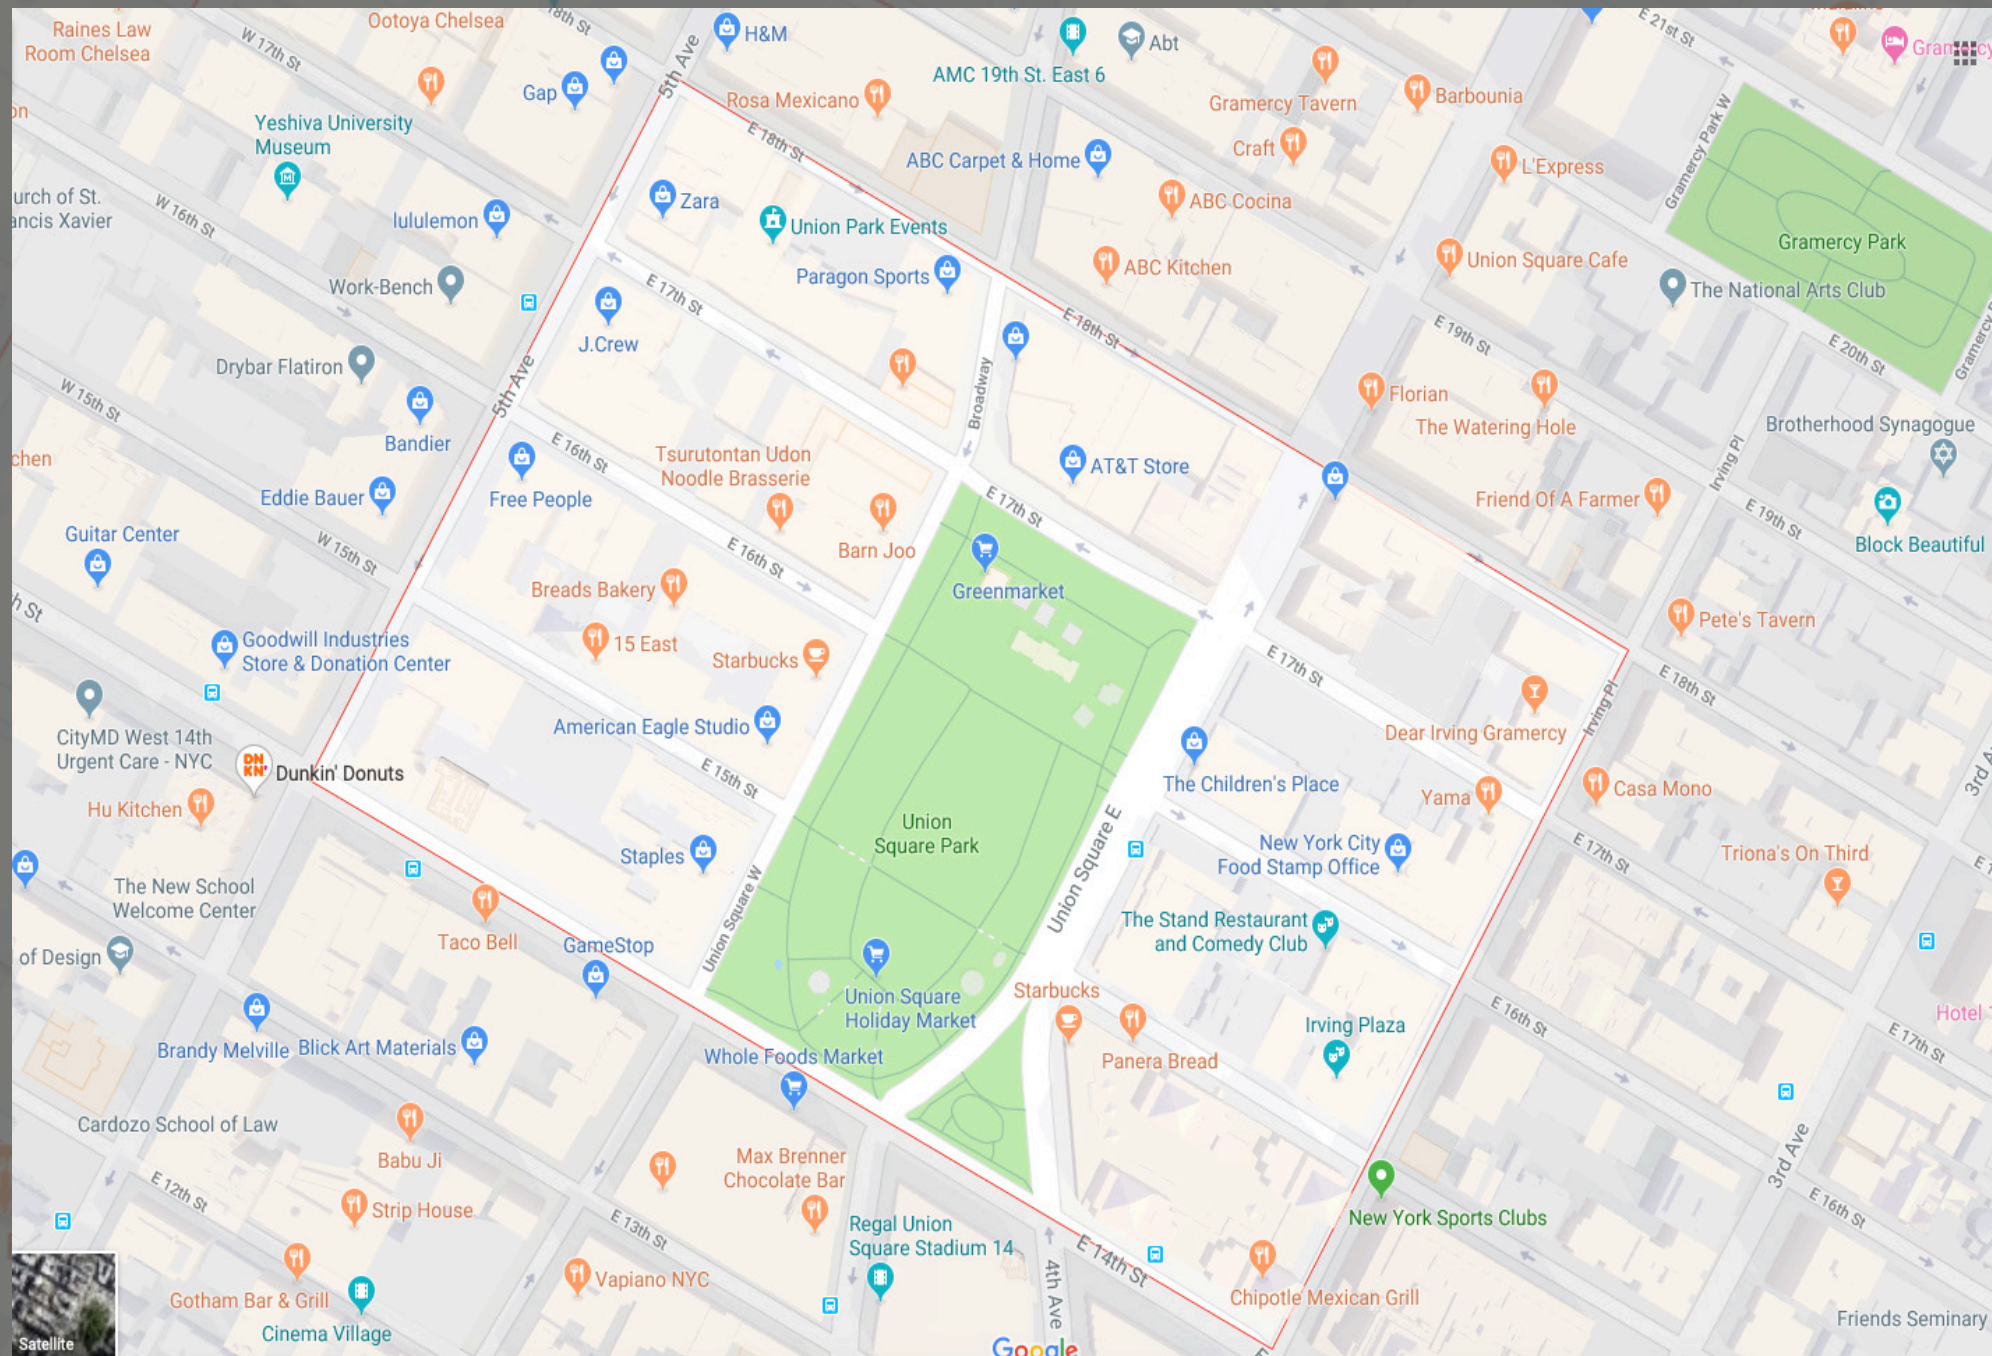 Raines Law
Room Chelsea
W 17th St
Ootoya Chelsea
18th St
5th Ave
H&M
Abt
AMC 19th St. East 6
E 21st St
Gap
Rosa Mexicano
Gramercy Tavern
Barbounia
Yeshiva University
Museum
E 18th St
ABC Carpet & Home
Craft
L'Express
Gramercy Park W
lululemon
Zara
Union Park Events
ABC Cocina
W 16th St
Work-Bench
Paragon Sports
ABC Kitchen
Union Square Cafe
Gramercy Park
The National Arts Club
E 17th St
J.Crew
E 18th St
E 19th St
E 20th St
Drybar Flatiron
5th Ave
Broadway
Florian
The Watering Hole
Brotherhood Synagogue
W 15th St
Bandier
E 16th St
Tsurutontan Udon
Noodle Brasserie
AT&T Store
Irving Pl
Eddie Bauer
Free People
E 17th St
Friend Of A Farmer
E 19th St
Guitar Center
W 15th St
E 16th St
Barn Joo
Block Beautiful
Breads Bakery
Greenmarket
Goodwill Industries
Store & Donation Center
15 East
Starbucks
Pete's Tavern
E 17th St
E 18th St
American Eagle Studio
Irving Pl
Dear Irving Gramercy
CityMD West 14th
Urgent Care - NYC
DN
KN'
Dunkin' Donuts
E 15th St
The Children's Place
Yama
Casa Mono
Hu Kitchen
Union
Square Park
Union Square E
New York City
Food Stamp Office
E 17th St
Triona's On Third
Staples
The New School
Welcome Center
Union Square W
The Stand Restaurant
and Comedy Club
Taco Bell
GameStop
of Design
Union Square
Holiday Market
Starbucks
Irving Plaza
E 16th St
Hotel
Brandy Melville
Blick Art Materials
Whole Foods Market
Panera Bread
E 17th St
Cardozo School of Law
Babu Ji
Max Brenner
Chocolate Bar
3rd Ave
E 12th St
Strip House
E 13th St
New York Sports Clubs
E 16th St
Regal Union
Square Stadium 14
E 14th St
4th Ave
Vapiano NYC
Gotham Bar & Grill
Chipotle Mexican Grill
Cinema Village
Friends Seminary
Satellite
Google